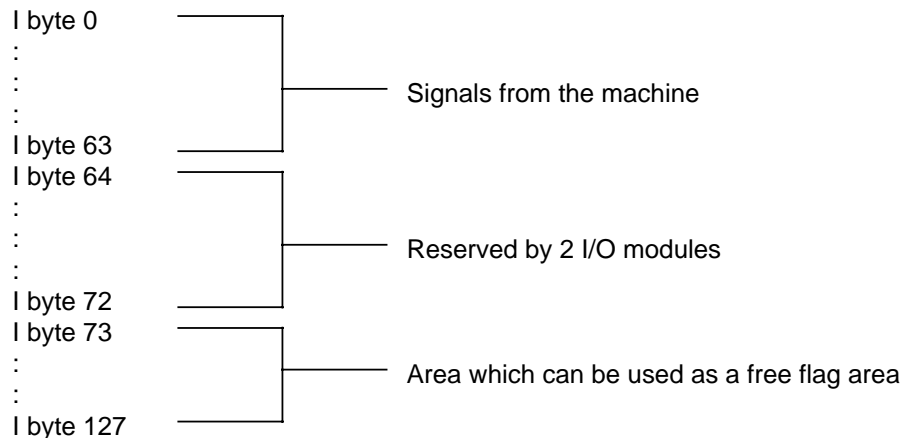 I byte 0
:
:
Signals from the machine
:
I byte 63
I byte 64
:
:
Reserved by 2 I/O modules
:
I byte 72
I byte 73
:
Area which can be used as a free flag area
:
I byte 127